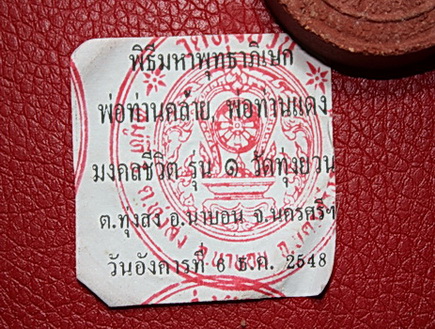 พิธีมหาพุทธาภิเษก
พ่อท่านคล้าย, พ่อท่านแดง
มงคลชีวิต รุ่น ๑ วัดทุ่งยวน
ต.ทุ่งสง อ.นาบอน จ.นครศรีฯ
วันอังคารที่ 6 ธ.ค. 2548